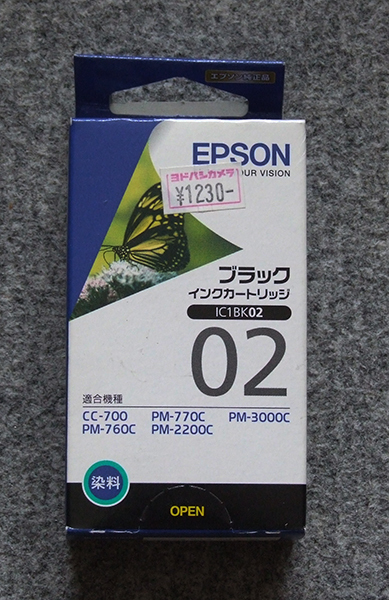 エプソン純正品
EPSON
YOUR VISION
ヨドバシカメラ
¥1230-
ブラック
インクカートリッジ
IC1BK02
02
適合機種
CC-700 PM-770C PM-3000C
PM-760C PM-2200C
染料
OPEN